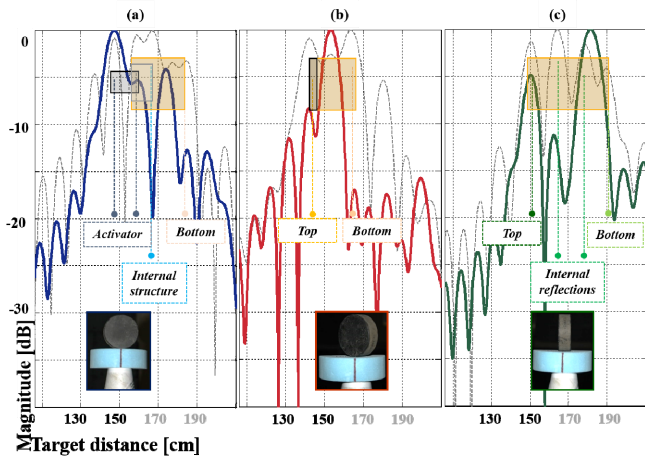 (a)
(b)
(c)
0
-10
-20
-30
Magnitude [dB]
Activator
Bottom
Internal
structure
Top
Bottom
Top
Bottom
Internal
reflections
130 150 170 190
130 150 170 190
130 150 170 190
Target distance [cm]